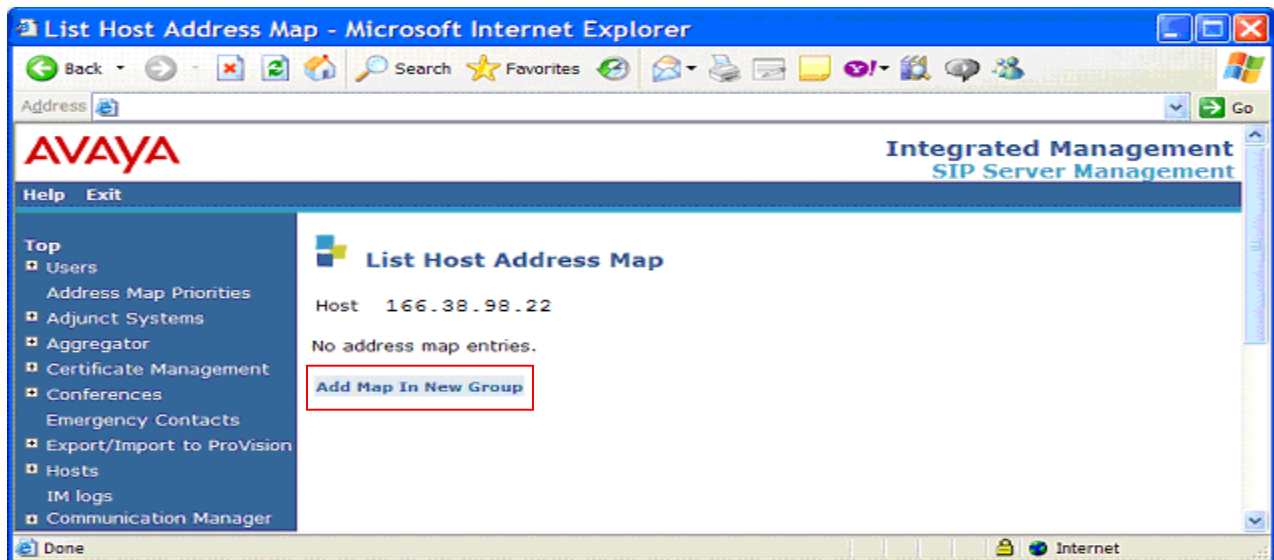 List Host Address Map - Microsoft Internet Explorer
Back Search Favorites
Address Go
AVAYA
Integrated Management
SIP Server Management
Help Exit
Top
Users
Address Map Priorities
Adjunct Systems
Aggregator
Certificate Management
Conferences
Emergency Contacts
Export/Import to ProVision
Hosts
IM logs
Communication Manager
List Host Address Map
Host 166.38.98.22
No address map entries.
Add Map In New Group
Done Internet